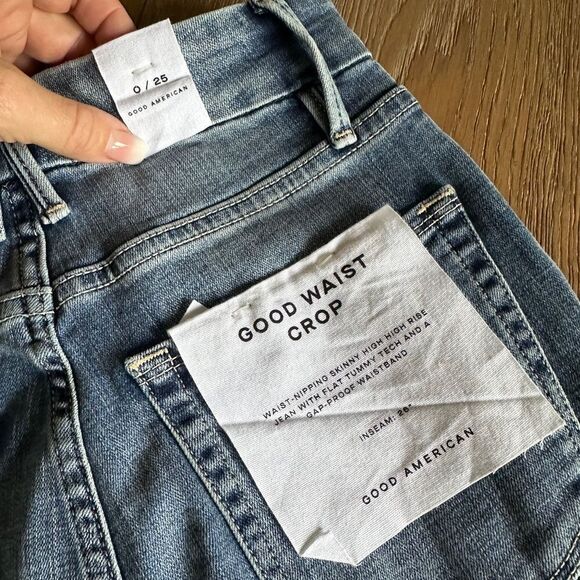 0 / 25
GOOD AMERICAN
GOOD WAIST
CROP
WAIST-NIPPING SKINNY HIGH HIGH RISE
JEAN WITH FLAT TUMMY TECH AND A
GAP-PROOF WAISTBAND
INSEAM: 26"
GOOD AMERICAN